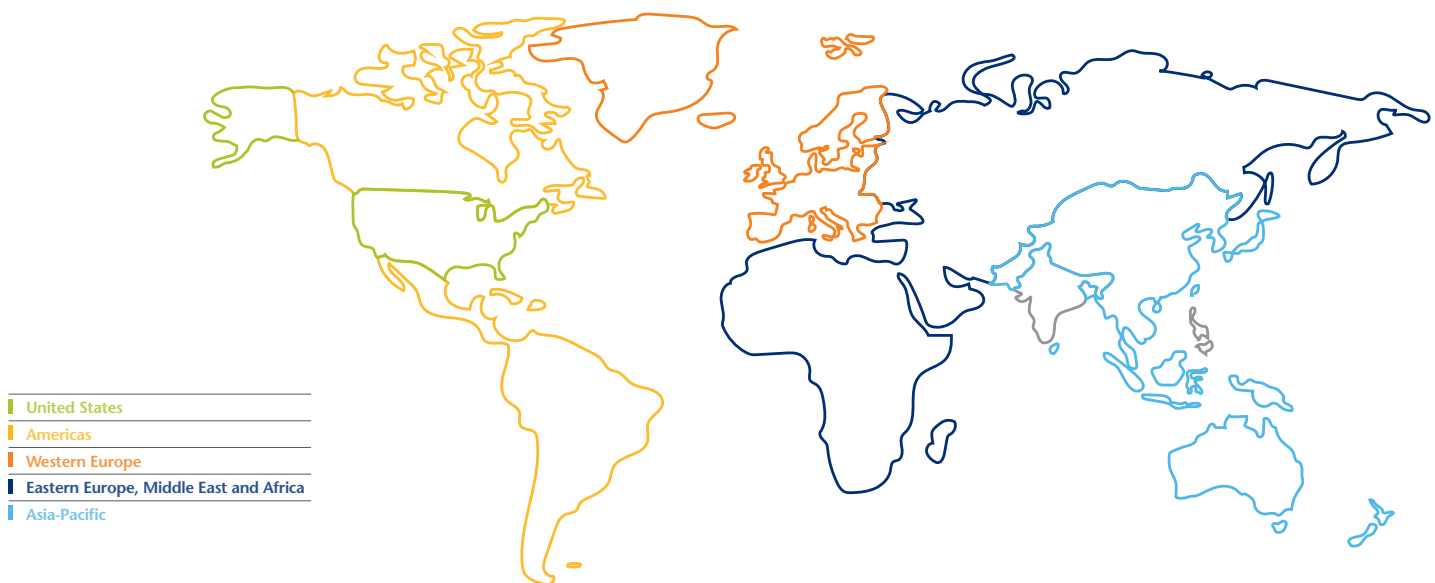 United States
Americas
Western Europe
Eastern Europe, Middle East and Africa
Asia-Pacific